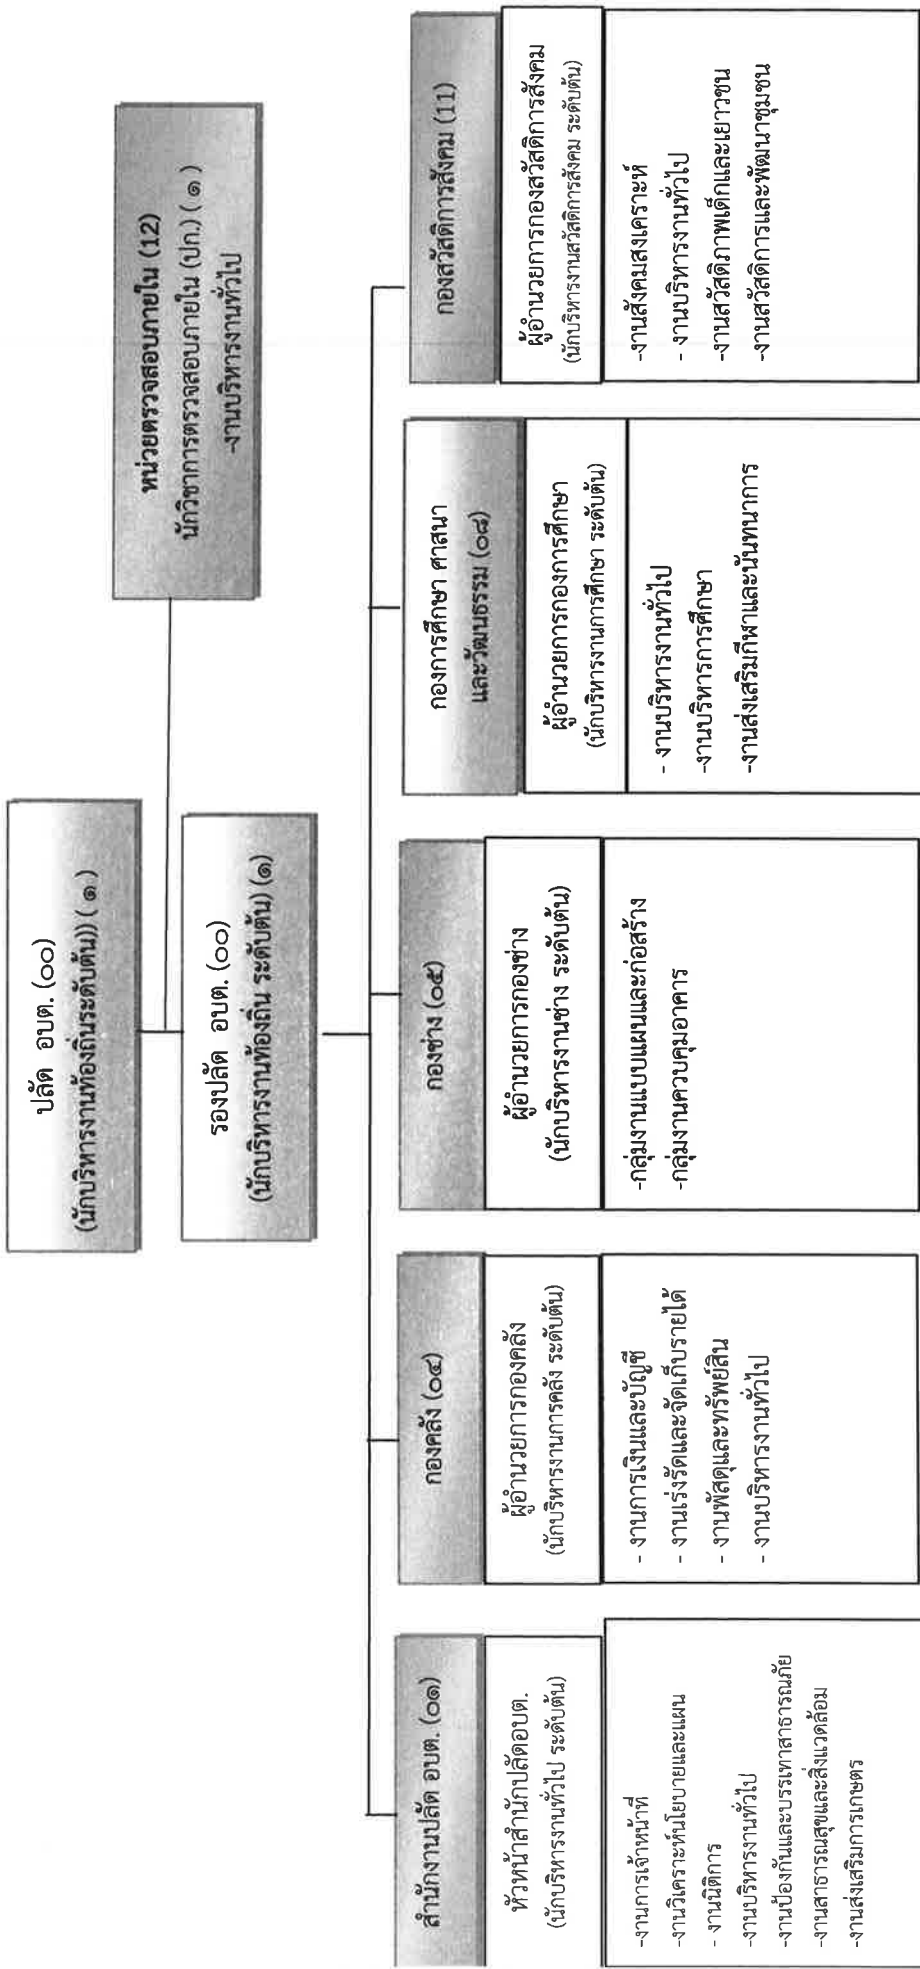 ปลัด อบต. (๐๐)
(นักบริหารงานท้องถิ่นระดับต้น)) ( ๑ )
รองปลัด อบต. (๐๐)
(นักบริหารงานท้องถิ่น ระดับต้น) (๑)
หน่วยตรวจสอบภายใน (12)
นักวิชาการตรวจสอบภายใน (ปก.) ( ๑ )
-งานบริหารงานทั่วไป
สำนักงานปลัด อบต. (๐๑)
หัวหน้าสำนักปลัดอบต.
(นักบริหารงานทั่วไป ระดับต้น)
-งานการเจ้าหน้าที่
-งานวิเคราะห์นโยบายและแผน
- งานนิติการ
-งานบริหารงานทั่วไป
-งานป้องกันและบรรเทาสาธารณภัย
-งานสาธารณสุขและสิ่งแวดล้อม
-งานส่งเสริมการเกษตร
กองคลัง (๐๔)
ผู้อำนวยการกองคลัง
(นักบริหารงานการคลัง ระดับต้น)
- งานการเงินและบัญชี
- งานเร่งรัดและจัดเก็บรายได้
- งานพัสดุและทรัพย์สิน
- งานบริหารงานทั่วไป
กองช่าง (๐๕)
ผู้อำนวยการกองช่าง
(นักบริหารงานช่าง ระดับต้น)
-กลุ่มงานแบบแผนและก่อสร้าง
-กลุ่มงานควบคุมอาคาร
กองการศึกษา ศาสนา
และวัฒนธรรม (๐๘)
ผู้อำนวยการกองการศึกษา
(นักบริหารงานการศึกษา ระดับต้น)
- งานบริหารงานทั่วไป
-งานบริหารการศึกษา
-งานส่งเสริมกีฬาและนันทนาการ
กองสวัสดิการสังคม (11)
ผู้อำนวยการกองสวัสดิการสังคม
(นักบริหารงานสวัสดิการสังคม ระดับต้น)
-งานสังคมสงเคราะห์
- งานบริหารงานทั่วไป
-งานสวัสดิภาพเด็กและเยาวชน
-งานสวัสดิการและพัฒนาชุมชน